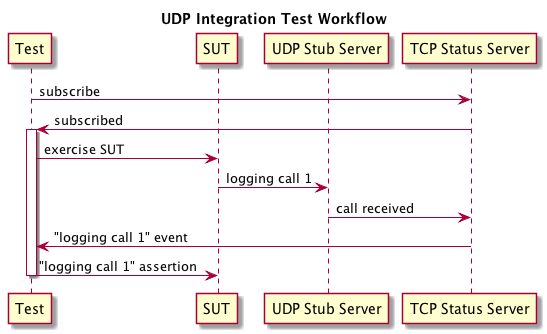 UDP Integration Test Workflow
Test SUT UDP Stub Server TCP Status Server
subscribe
subscribed
exercise SUT
logging call 1
call received
"logging call 1" event
"logging call 1" assertion
Test SUT UDP Stub Server TCP Status Server